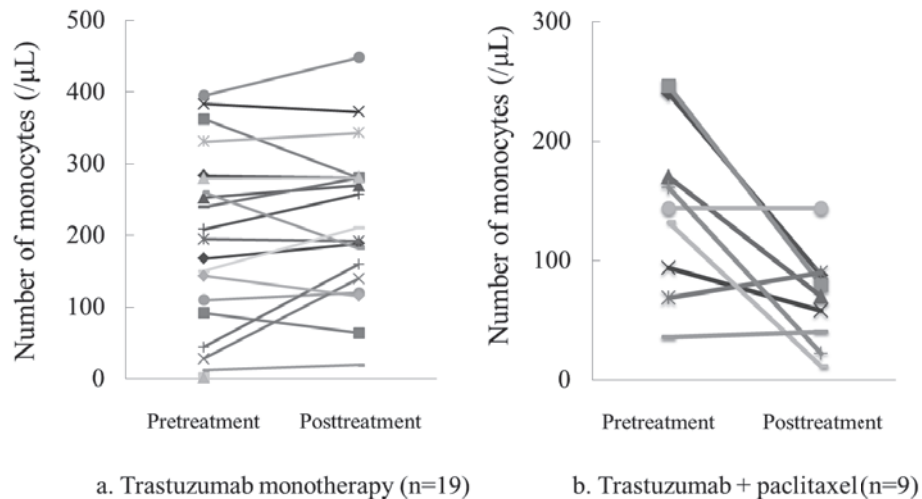 Number of monocytes (/μL)
500
400
300
200
100
0
Pretreatment Posttreatment
a. Trastuzumab monotherapy (n=19)
Number of monocytes (/μL)
300
200
100
0
Pretreatment Posttreatment
b. Trastuzumab + paclitaxel(n=9)